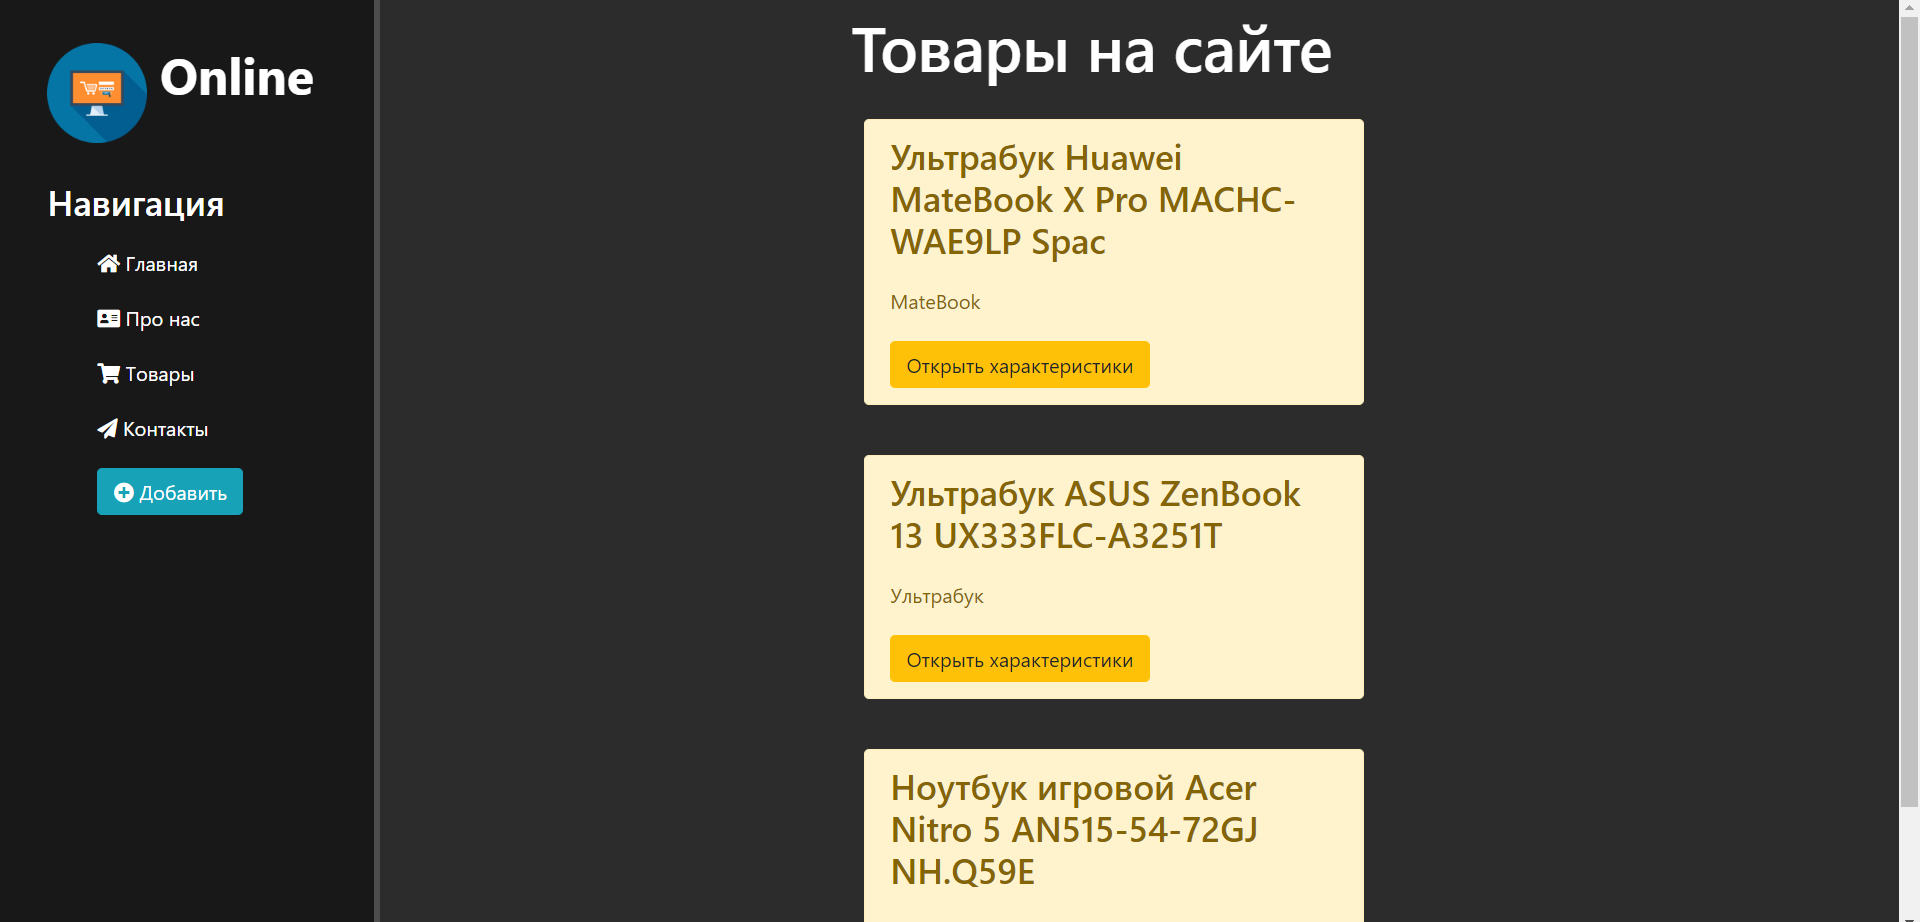 Online
Навигация
Главная
Про нас
Товары
Контакты
Добавить
Товары на сайте
Ультрабук Huawei
MateBook X Pro MACHC-
WAE9LP Spac
MateBook
Открыть характеристики
Ультрабук ASUS ZenBook
13 UX333FLC-A3251T
Ультрабук
Открыть характеристики
Ноутбук игровой Acer
Nitro 5 AN515-54-72GJ
NH.Q59E